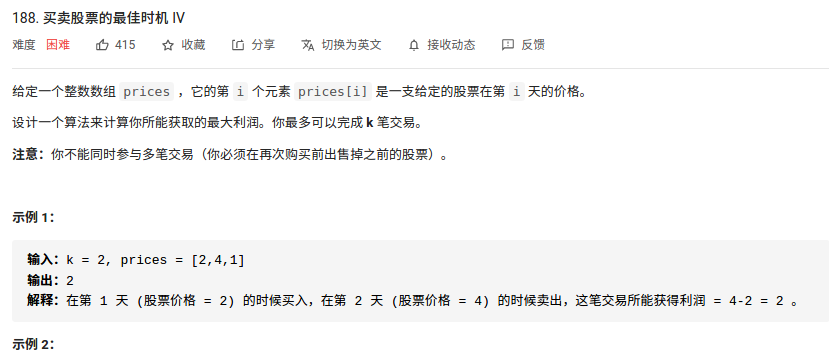 188. 买卖股票的最佳时机 IV
难度 困难 415 收藏 分享 切换为英文 接收动态 反馈
给定一个整数数组 prices ，它的第 i 个元素 prices[i] 是一支给定的股票在第 i 天的价格。
设计一个算法来计算你所能获取的最大利润。你最多可以完成 k 笔交易。
注意：你不能同时参与多笔交易（你必须在再次购买前出售掉之前的股票）。
示例 1：
输入：k = 2, prices = [2,4,1]
输出：2
解释：在第 1 天 (股票价格 = 2) 的时候买入，在第 2 天 (股票价格 = 4) 的时候卖出，这笔交易所能获得利润 = 4-2 = 2 。
示例 2：